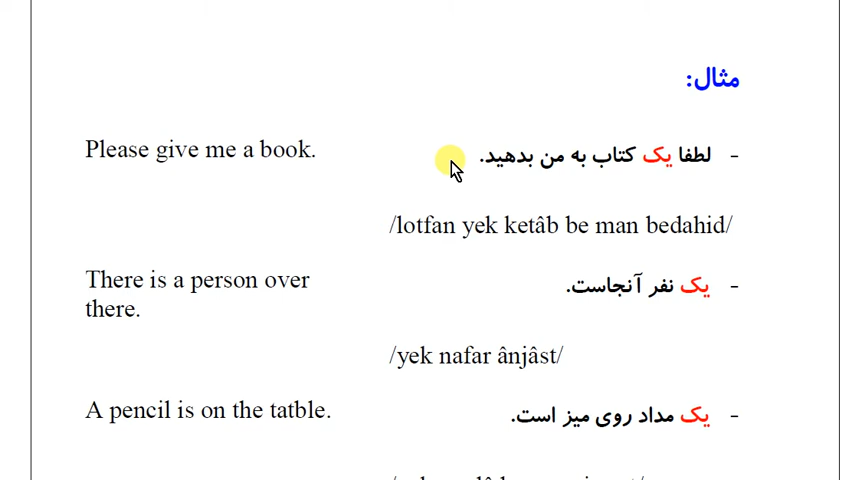 مثال:
Please give me a book.
- لطفا یک کتاب به من بدهید.
/lotfan yek ketâb be man bedahid/
There is a person over
there.
- یک نفر آنجاست.
/yek nafar ânjâst/
A pencil is on the tatble.
- یک مداد روی میز است.